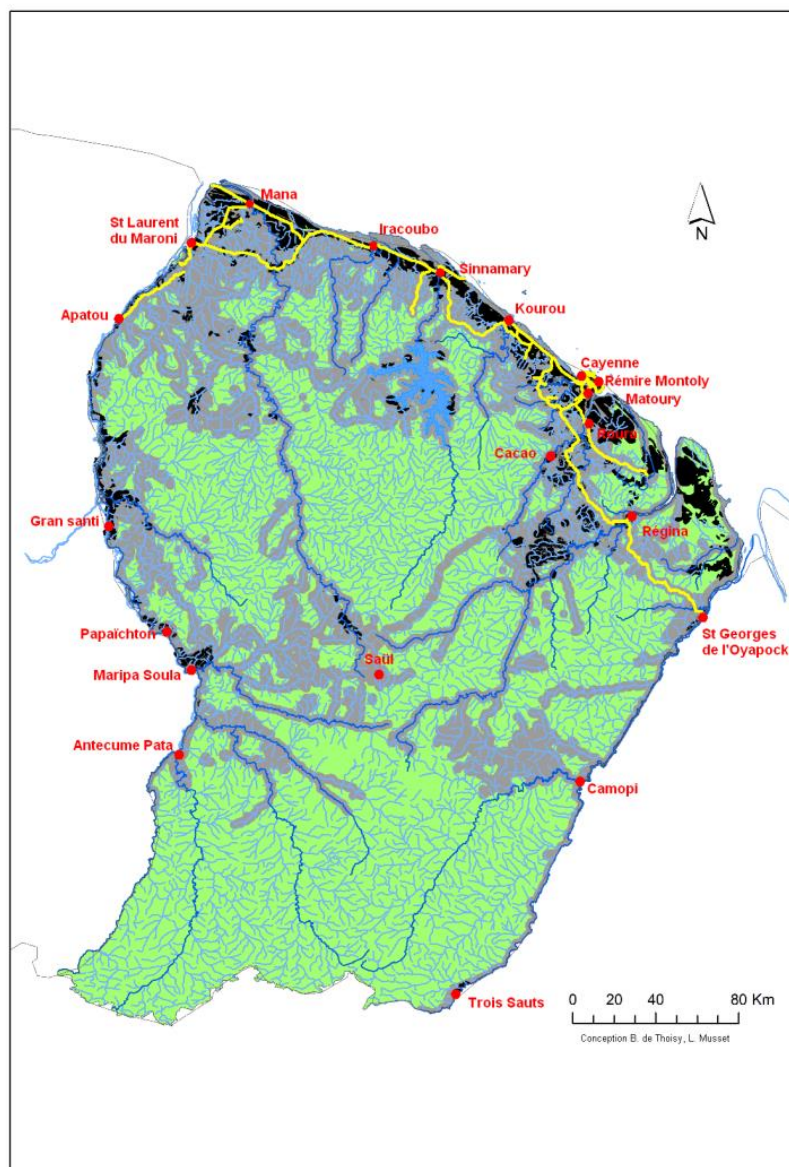 Mana
St Laurent
du Maroni
Iracoubo
Sinnamary
Apatou
Kourou
Cayenne
Rémire Montoly
Matoury
Roura
Cacao
Gran santi
Régina
Papaïchton
St Georges
de l'Oyapock
Saül
Maripa Soula
Antecume Pata
Camopi
Trois Sauts
N
0 20 40 80 Km
Conception B. de Thoisy, L. Musset